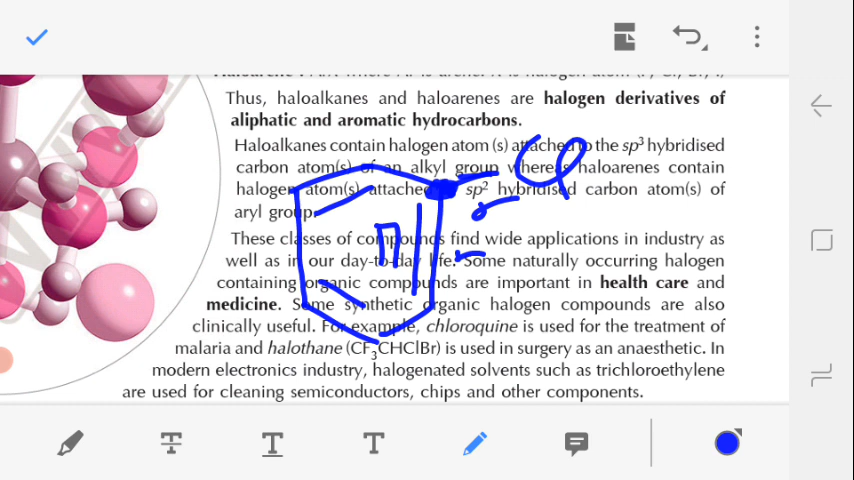 Thus, haloalkanes and haloarenes are halogen derivatives of
aliphatic and aromatic hydrocarbons.
Haloalkanes contain halogen atom (s) attached to the sp³ hybridised
carbon atom(s) of an alkyl group whereas haloarenes contain
halogen atom(s) attached sp² hybridised carbon atom(s) of
aryl group.
These classes of compounds find wide applications in industry as
well as in our day-to-day life. Some naturally occurring halogen
containing organic compounds are important in health care and
medicine. Some synthetic organic halogen compounds are also
clinically useful. For example, chloroquine is used for the treatment of
malaria and halothane (CF₃CHClBr) is used in surgery as an anaesthetic. In
modern electronics industry, halogenated solvents such as trichloroethylene
are used for cleaning semiconductors, chips and other components.
Cl
T T T